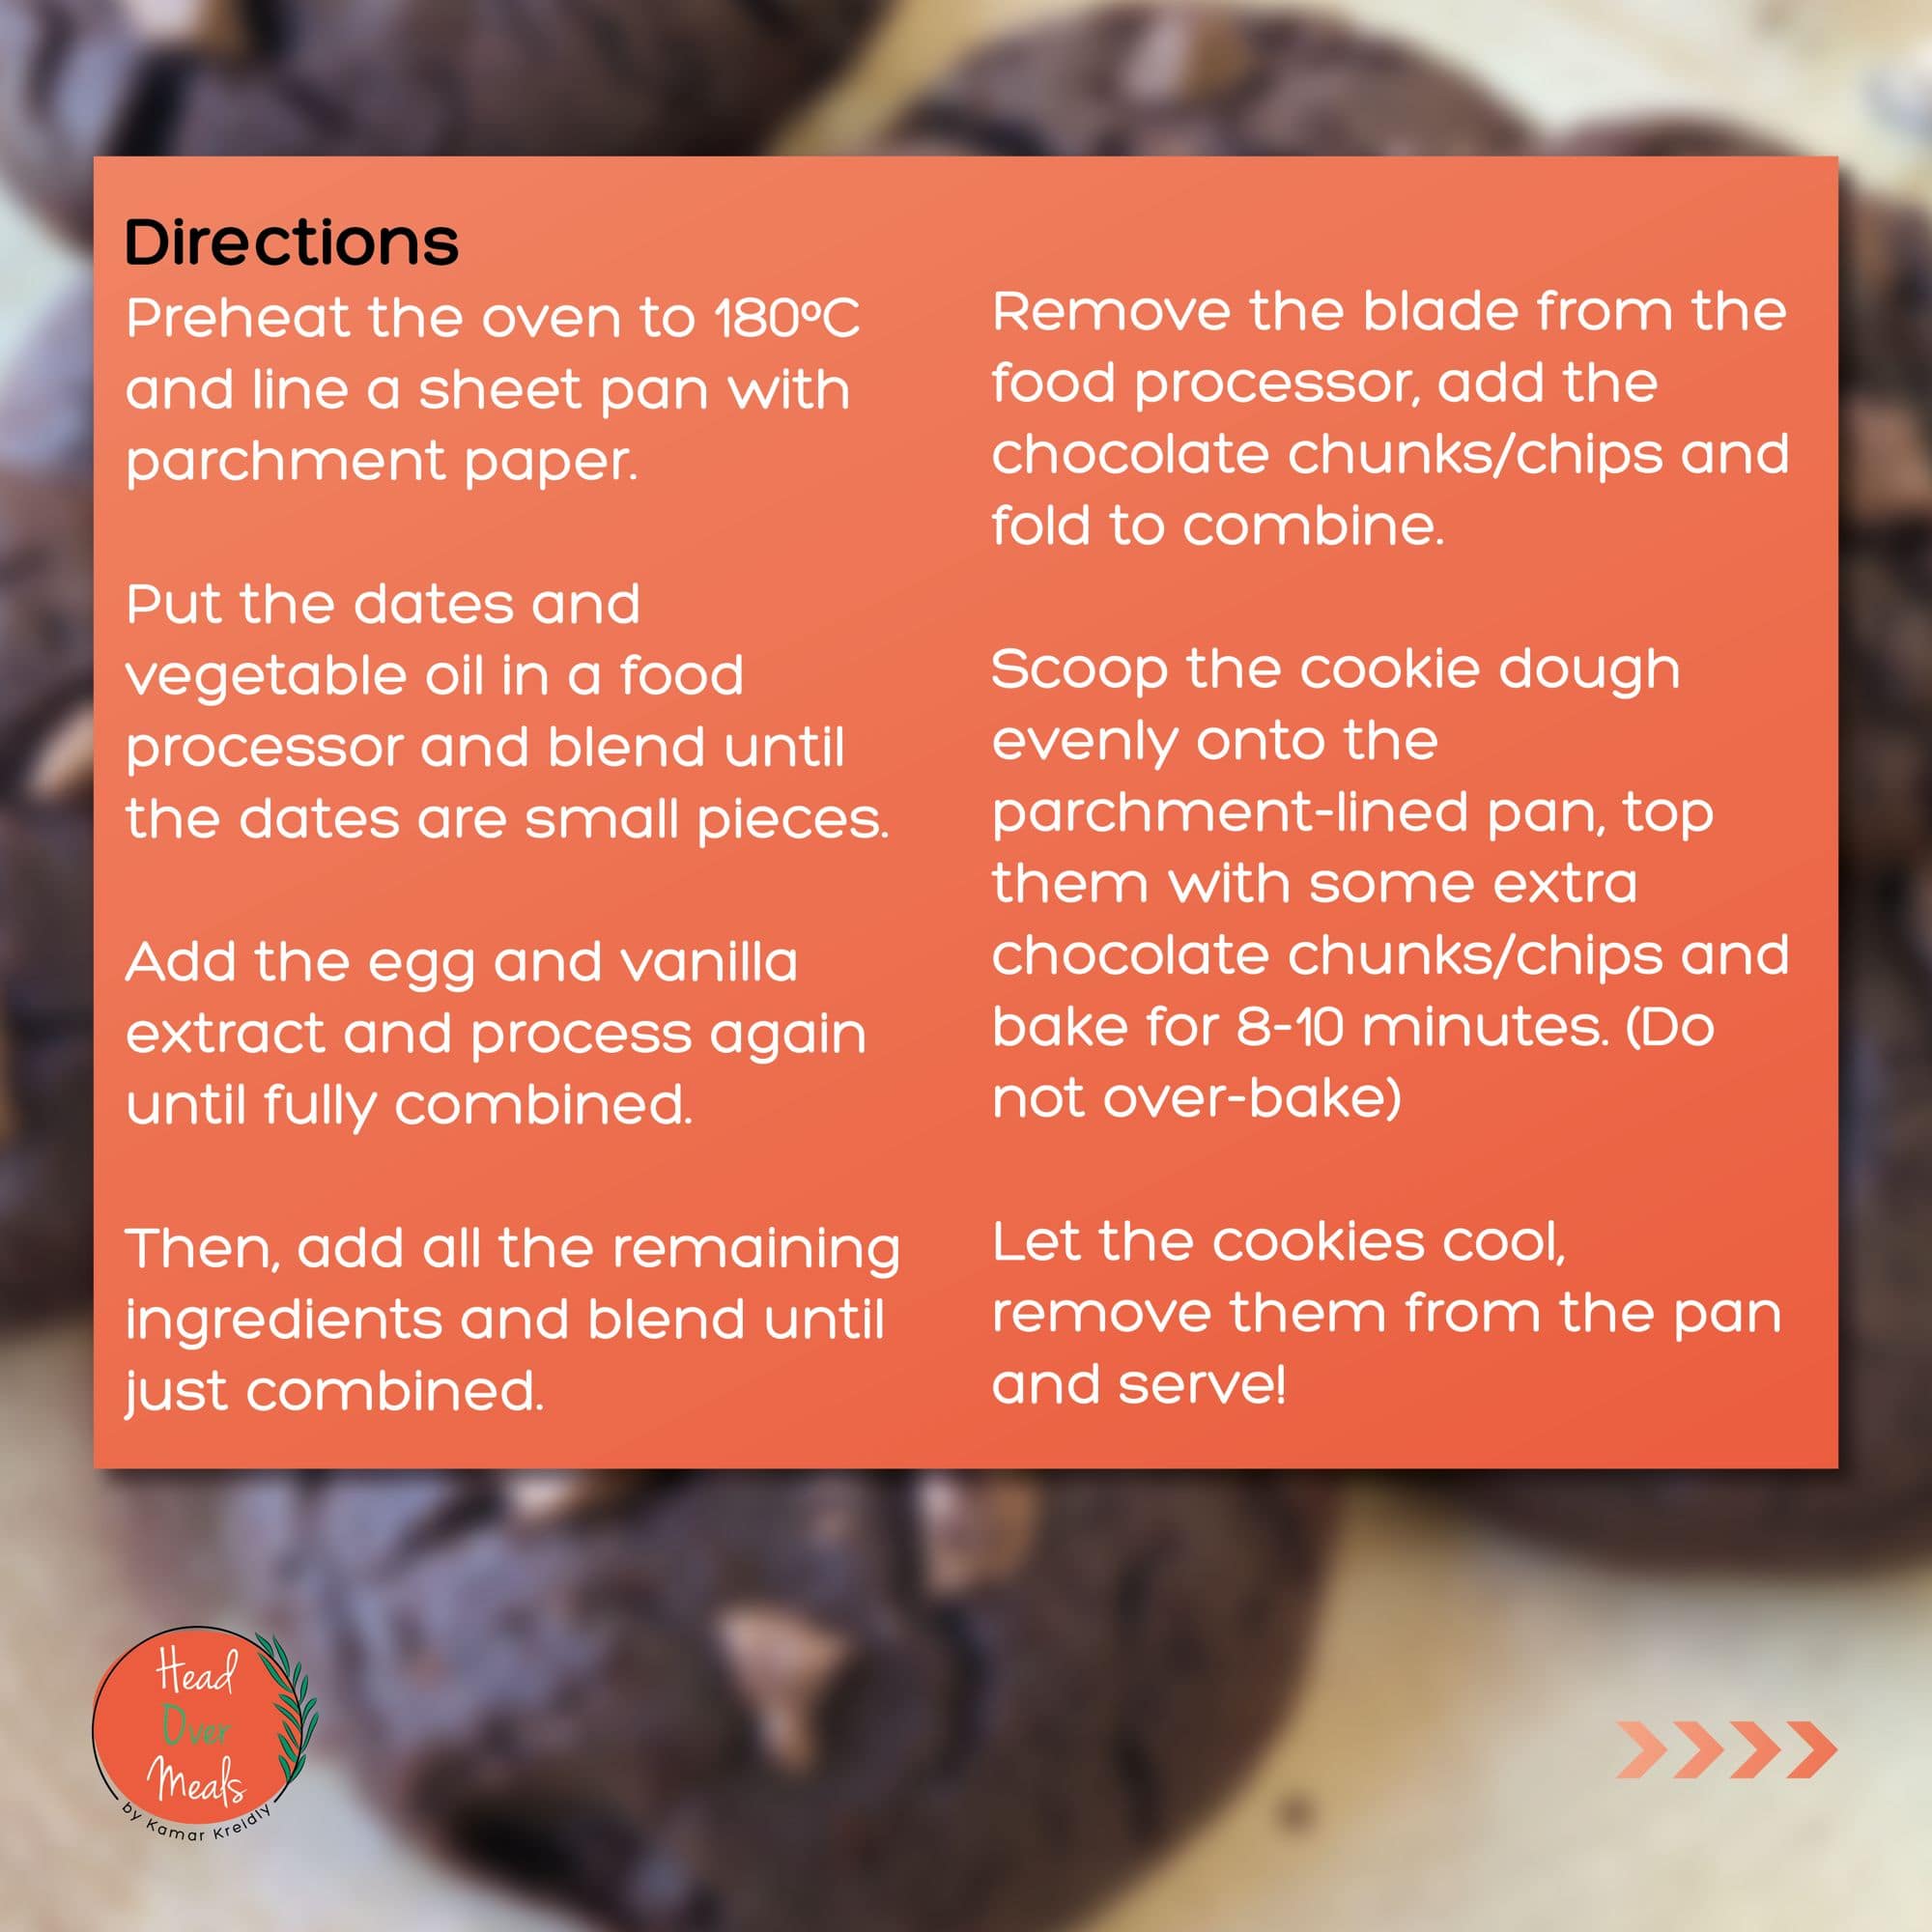 Directions
Preheat the oven to 180ºC
and line a sheet pan with
parchment paper.
Put the dates and
vegetable oil in a food
processor and blend until
the dates are small pieces.
Add the egg and vanilla
extract and process again
until fully combined.
Then, add all the remaining
ingredients and blend until
just combined.
Remove the blade from the
food processor, add the
chocolate chunks/chips and
fold to combine.
Scoop the cookie dough
evenly onto the
parchment-lined pan, top
them with some extra
chocolate chunks/chips and
bake for 8-10 minutes. (Do
not over-bake)
Let the cookies cool,
remove them from the pan
and serve!
Head
Over
Meals
by Kamar Kreidly